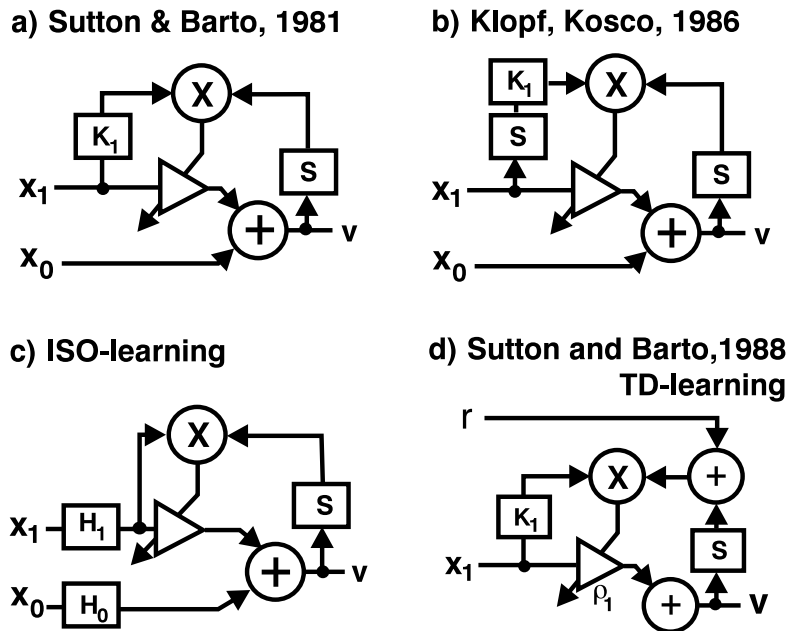 a) Sutton & Barto, 1981
X
K1
S
x1
+
v
x0
b) Klopf, Kosco, 1986
K1
X
S
S
x1
+
v
x0
c) ISO-learning
X
S
x1
H1
+
v
x0
H0
d) Sutton and Barto,1988
TD-learning
r
X
+
K1
S
x1
ρ1
+
v